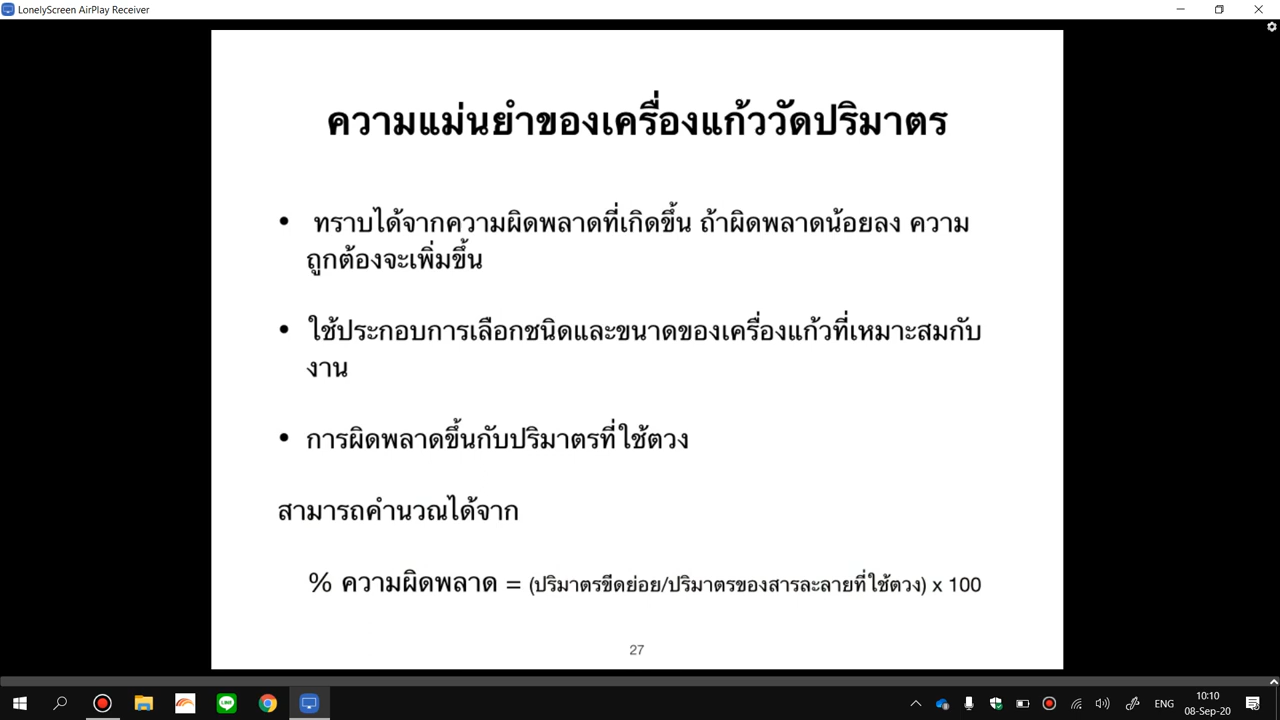 LonelyScreen AirPlay Receiver
ความแม่นยำของเครื่องแก้ววัดปริมาตร
• ทราบได้จากความผิดพลาดที่เกิดขึ้น ถ้าผิดพลาดน้อยลง ความ
ถูกต้องจะเพิ่มขึ้น
• ใช้ประกอบการเลือกชนิดและขนาดของเครื่องแก้วที่เหมาะสมกับ
งาน
• การผิดพลาดขึ้นกับปริมาตรที่ใช้ตวง
สามารถคำนวณได้จาก
% ความผิดพลาด = (ปริมาตรขีดย่อย/ปริมาตรของสารละลายที่ใช้ตวง) x 100
27
ENG
10:10
08-Sep-20